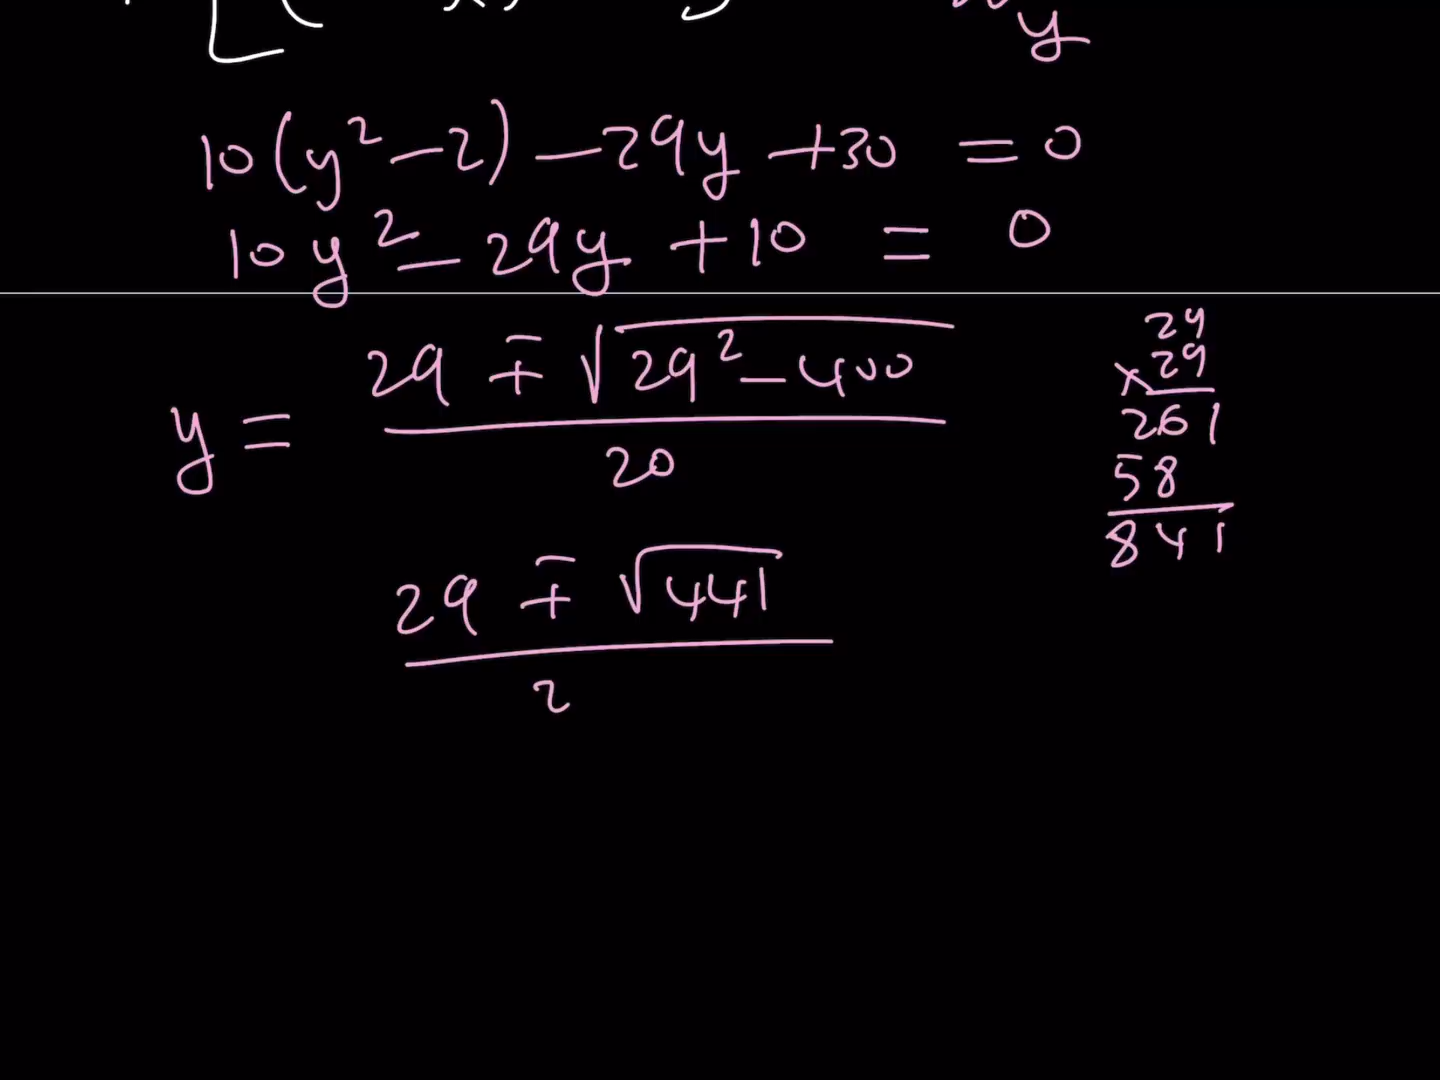 y
10(y² - 2) - 29y + 30 = 0
10y² - 29y + 10 = 0
y = (29 ∓ √(29² - 400)) / 20
29
×29
261
58
841
29 ∓ √441
2